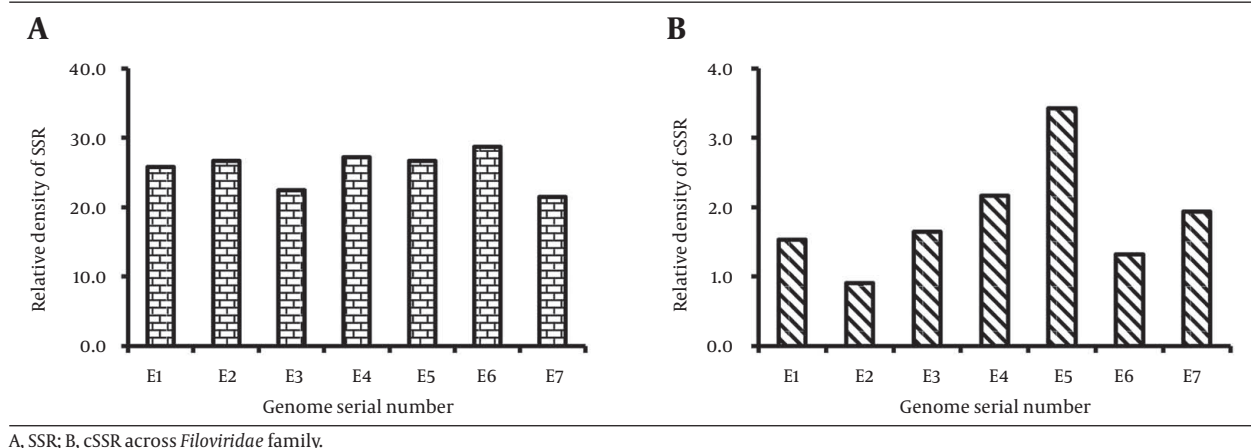 A
Relative density of SSR
40.0
30.0
20.0
10.0
0.0
E1 E2 E3 E4 E5 E6 E7
Genome serial number
B
Relative density of cSSR
4.0
3.0
2.0
1.0
0.0
E1 E2 E3 E4 E5 E6 E7
Genome serial number
A, SSR; B, cSSR across Filoviridae family.